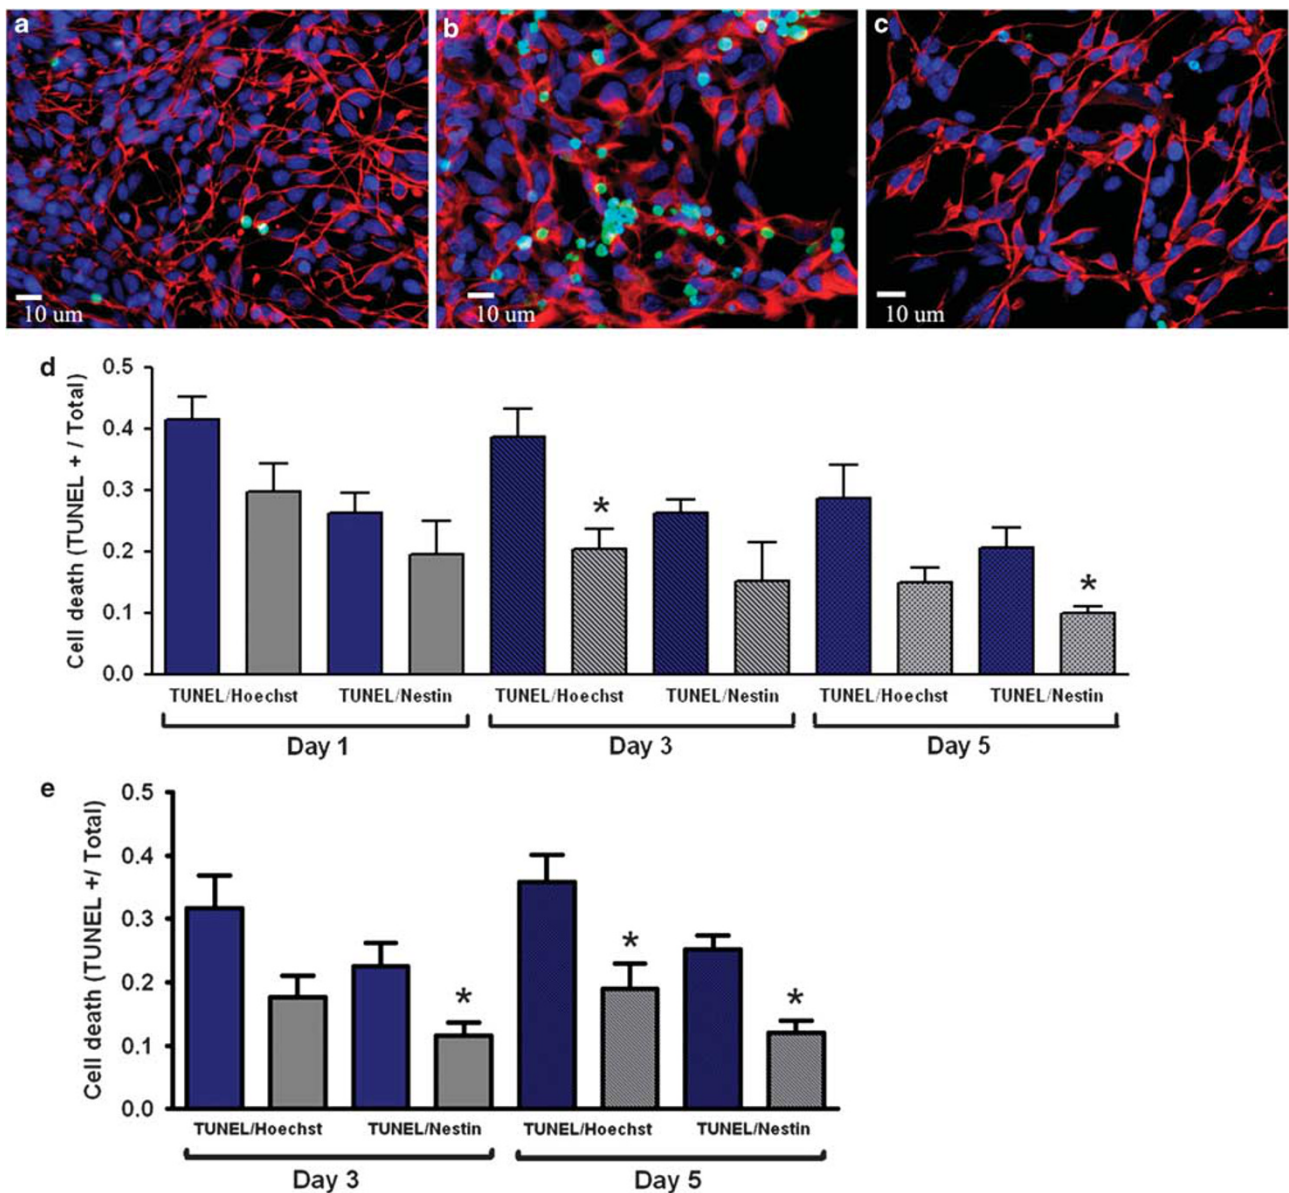 a
b
c
10 um
10 um
10 um
d
Cell death (TUNEL + / Total)
0.5
0.4
0.3
0.2
0.1
0.0
*
*
TUNEL/Hoechst TUNEL/Nestin TUNEL/Hoechst TUNEL/Nestin TUNEL/Hoechst TUNEL/Nestin
Day 1 Day 3 Day 5
e
Cell death (TUNEL +/ Total)
0.5
0.4
0.3
0.2
0.1
0.0
*
*
*
TUNEL/Hoechst TUNEL/Nestin TUNEL/Hoechst TUNEL/Nestin
Day 3 Day 5